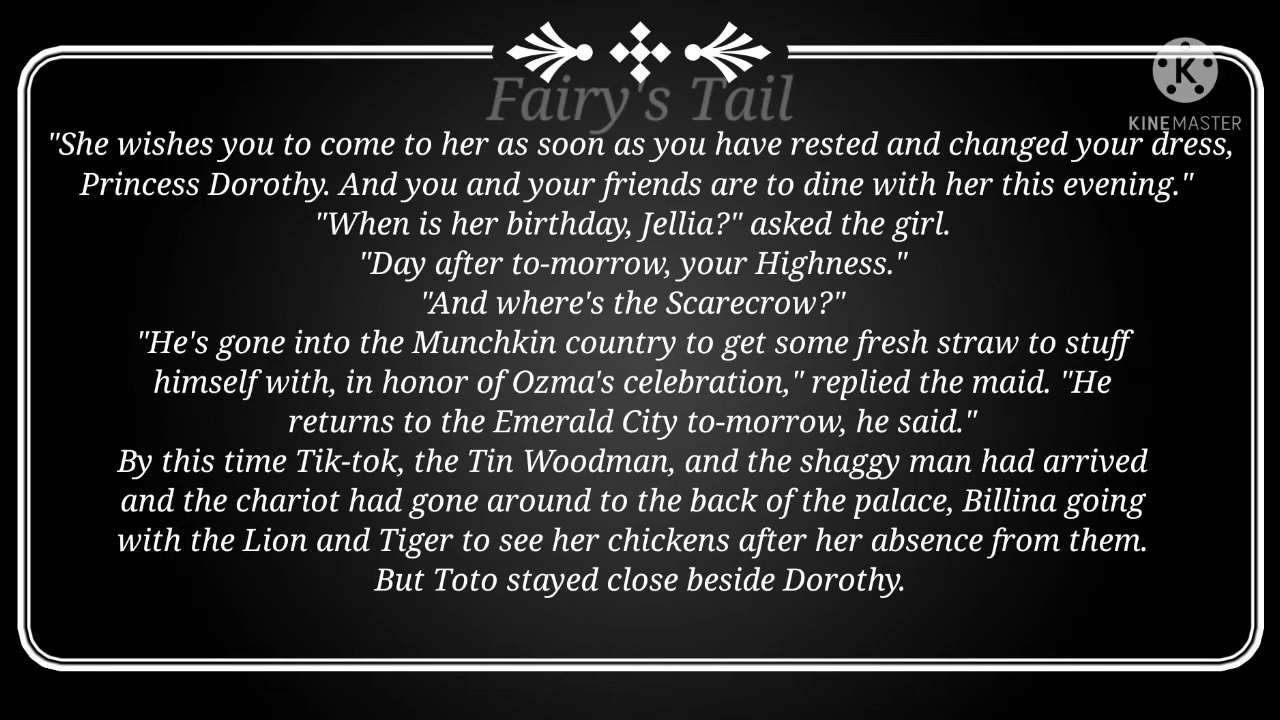 Fairy's Tail
K
KINEMASTER
"She wishes you to come to her as soon as you have rested and changed your dress,
Princess Dorothy. And you and your friends are to dine with her this evening."
"When is her birthday, Jellia?" asked the girl.
"Day after to-morrow, your Highness."
"And where's the Scarecrow?"
"He's gone into the Munchkin country to get some fresh straw to stuff
himself with, in honor of Ozma's celebration," replied the maid. "He
returns to the Emerald City to-morrow, he said."
By this time Tik-tok, the Tin Woodman, and the shaggy man had arrived
and the chariot had gone around to the back of the palace, Billina going
with the Lion and Tiger to see her chickens after her absence from them.
But Toto stayed close beside Dorothy.